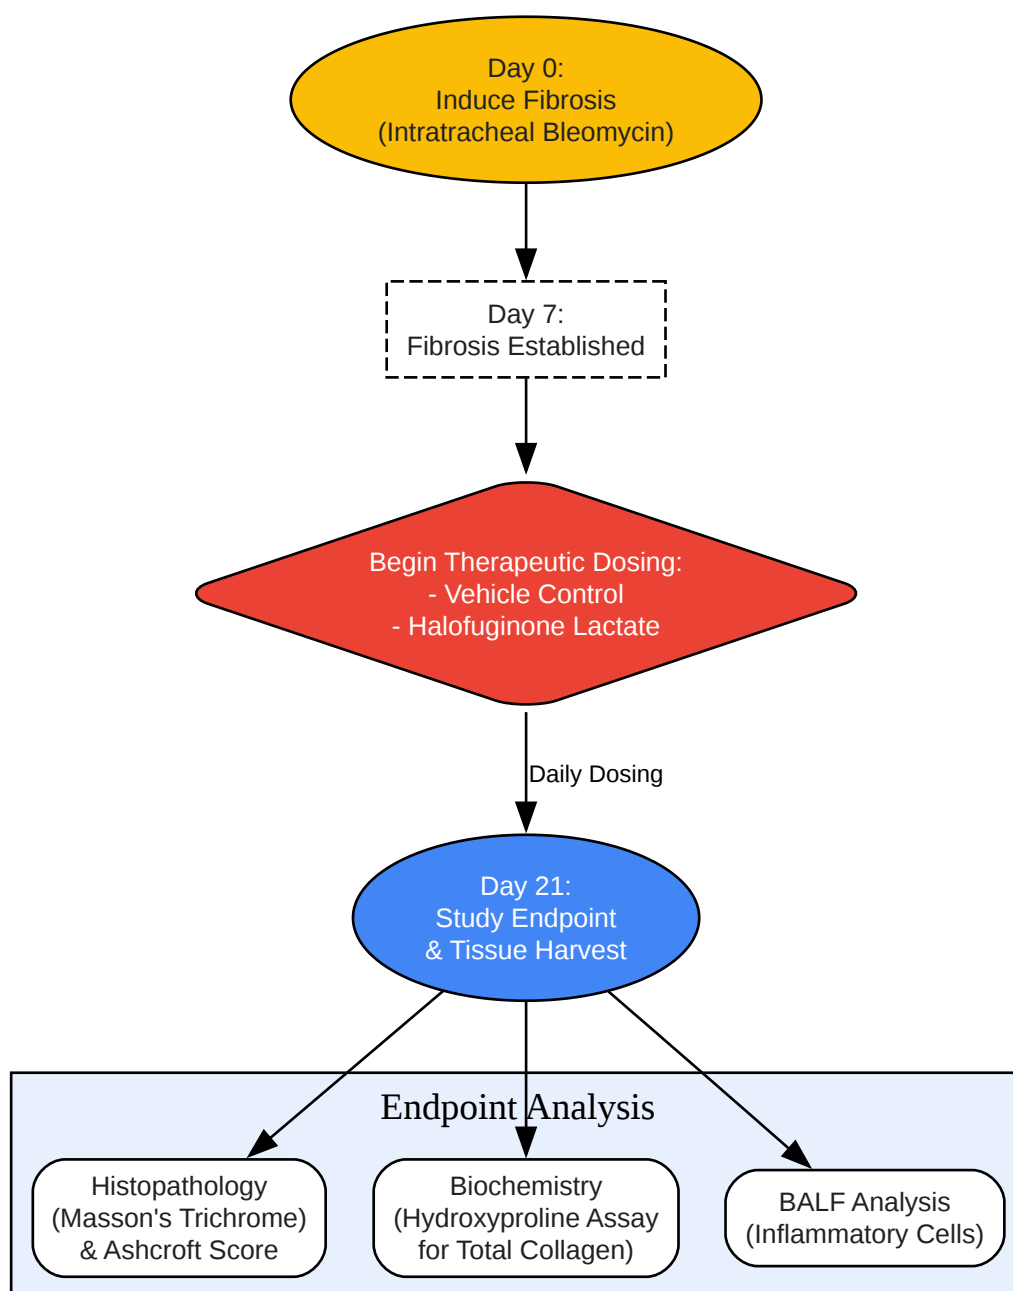 Day 0:
Induce Fibrosis
(Intratracheal Bleomycin)
Day 7:
Fibrosis Established
Begin Therapeutic Dosing:
- Vehicle Control
- Halofuginone Lactate
Daily Dosing
Day 21:
Study Endpoint
& Tissue Harvest
Endpoint Analysis
Histopathology
(Masson's Trichrome)
& Ashcroft Score
Biochemistry
(Hydroxyproline Assay
for Total Collagen)
BALF Analysis
(Inflammatory Cells)